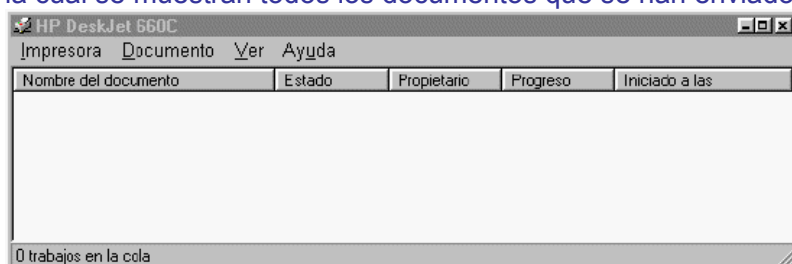 la cual se muestran todos los documentos que se han enviado
HP DeskJet 660C
Impresora Documento Ver Ayuda
Nombre del documento Estado Propietario Progreso Iniciado a las
0 trabajos en la cola